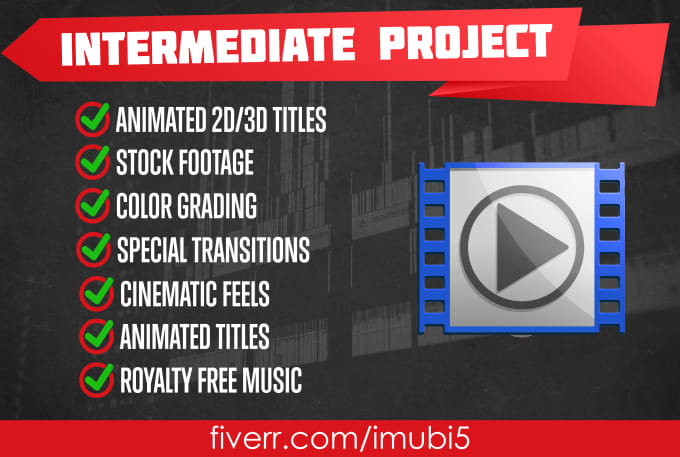 INTERMEDIATE PROJECT
ANIMATED 2D/3D TITLES
STOCK FOOTAGE
COLOR GRADING
SPECIAL TRANSITIONS
CINEMATIC FEELS
ANIMATED TITLES
ROYALTY FREE MUSIC
fiverr.com/imubi5